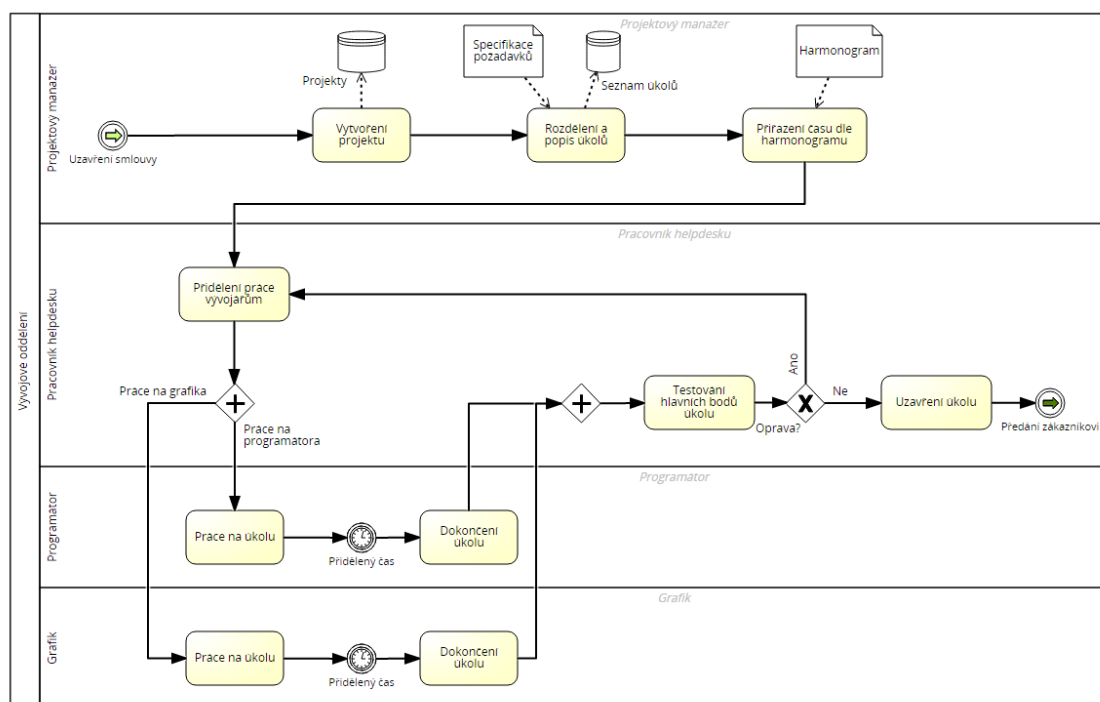 Vývojové oddělení
Projektový manažer
Projektový manažer
Specifikace
požadavků
Harmonogram
Projekty
Seznam úkolů
Uzavření smlouvy
Vytvoření
projektu
Rozdělení a
popis úkolů
Přiřazení času dle
harmonogramu
Pracovník helpdesku
Pracovník helpdesku
Přidělení práce
vývojářům
Práce na grafika
Práce na
programátora
Testování
hlavních bodů
úkolu
Oprava?
Ano
Ne
Uzavření úkolu
Předání zákazníkovi
Programátor
Programátor
Práce na úkolu
Přidělený čas
Dokončení
úkolu
Grafik
Grafik
Práce na úkolu
Přidělený čas
Dokončení
úkolu